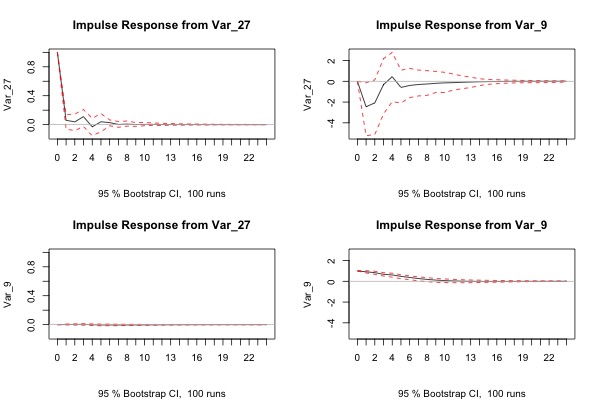 Impulse Response from Var_27
Var_27
0.0 0.4 0.8
0 2 4 6 8 10 13 16 19 22
95 % Bootstrap CI, 100 runs
Impulse Response from Var_9
Var_27
-4 -2 0 2
0 2 4 6 8 10 13 16 19 22
95 % Bootstrap CI, 100 runs
Impulse Response from Var_27
Var_9
0.0 0.4 0.8
0 2 4 6 8 10 13 16 19 22
95 % Bootstrap CI, 100 runs
Impulse Response from Var_9
Var_9
-4 -2 0 2
0 2 4 6 8 10 13 16 19 22
95 % Bootstrap CI, 100 runs